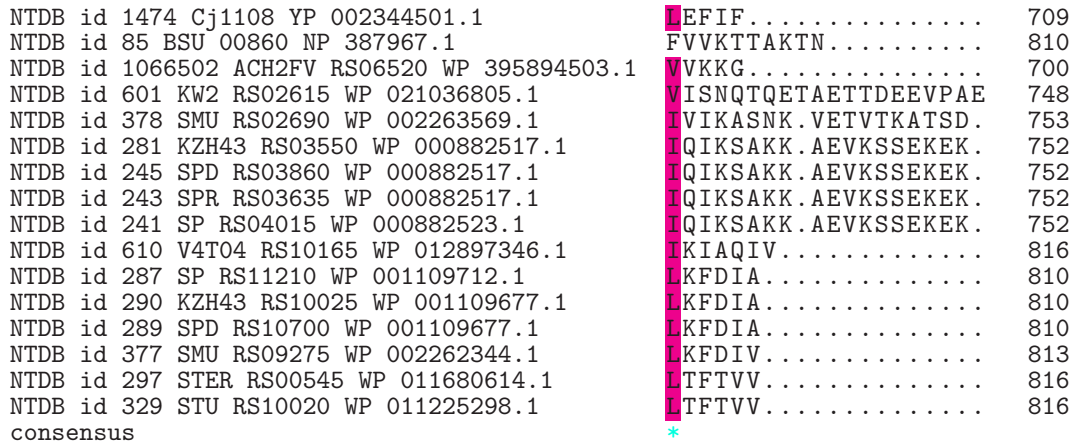 NTDB id 1474 Cj1108 YP 002344501.1 LEFIF............... 709
NTDB id 85 BSU 00860 NP 387967.1 FVVKTTAKTN.......... 810
NTDB id 1066502 ACH2FV RS06520 WP 395894503.1 VVKKG............... 700
NTDB id 601 KW2 RS02615 WP 021036805.1 VISNQTQETAETTDEEVPAE 748
NTDB id 378 SMU RS02690 WP 002263569.1 IVIKASNK.VETVTKATSD. 753
NTDB id 281 KZH43 RS03550 WP 000882517.1 IQIKSAKK.AEVKSSEKEK. 752
NTDB id 245 SPD RS03860 WP 000882517.1 IQIKSAKK.AEVKSSEKEK. 752
NTDB id 243 SPR RS03635 WP 000882517.1 IQIKSAKK.AEVKSSEKEK. 752
NTDB id 241 SP RS04015 WP 000882523.1 IQIKSAKK.AEVKSSEKEK. 752
NTDB id 610 V4T04 RS10165 WP 012897346.1 IKIAQIV............. 816
NTDB id 287 SP RS11210 WP 001109712.1 LKFDIA.............. 810
NTDB id 290 KZH43 RS10025 WP 001109677.1 LKFDIA.............. 810
NTDB id 289 SPD RS10700 WP 001109677.1 LKFDIA.............. 810
NTDB id 377 SMU RS09275 WP 002262344.1 LKFDIV.............. 813
NTDB id 297 STER RS00545 WP 011680614.1 LTFTVV.............. 816
NTDB id 329 STU RS10020 WP 011225298.1 LTFTVV.............. 816
consensus *